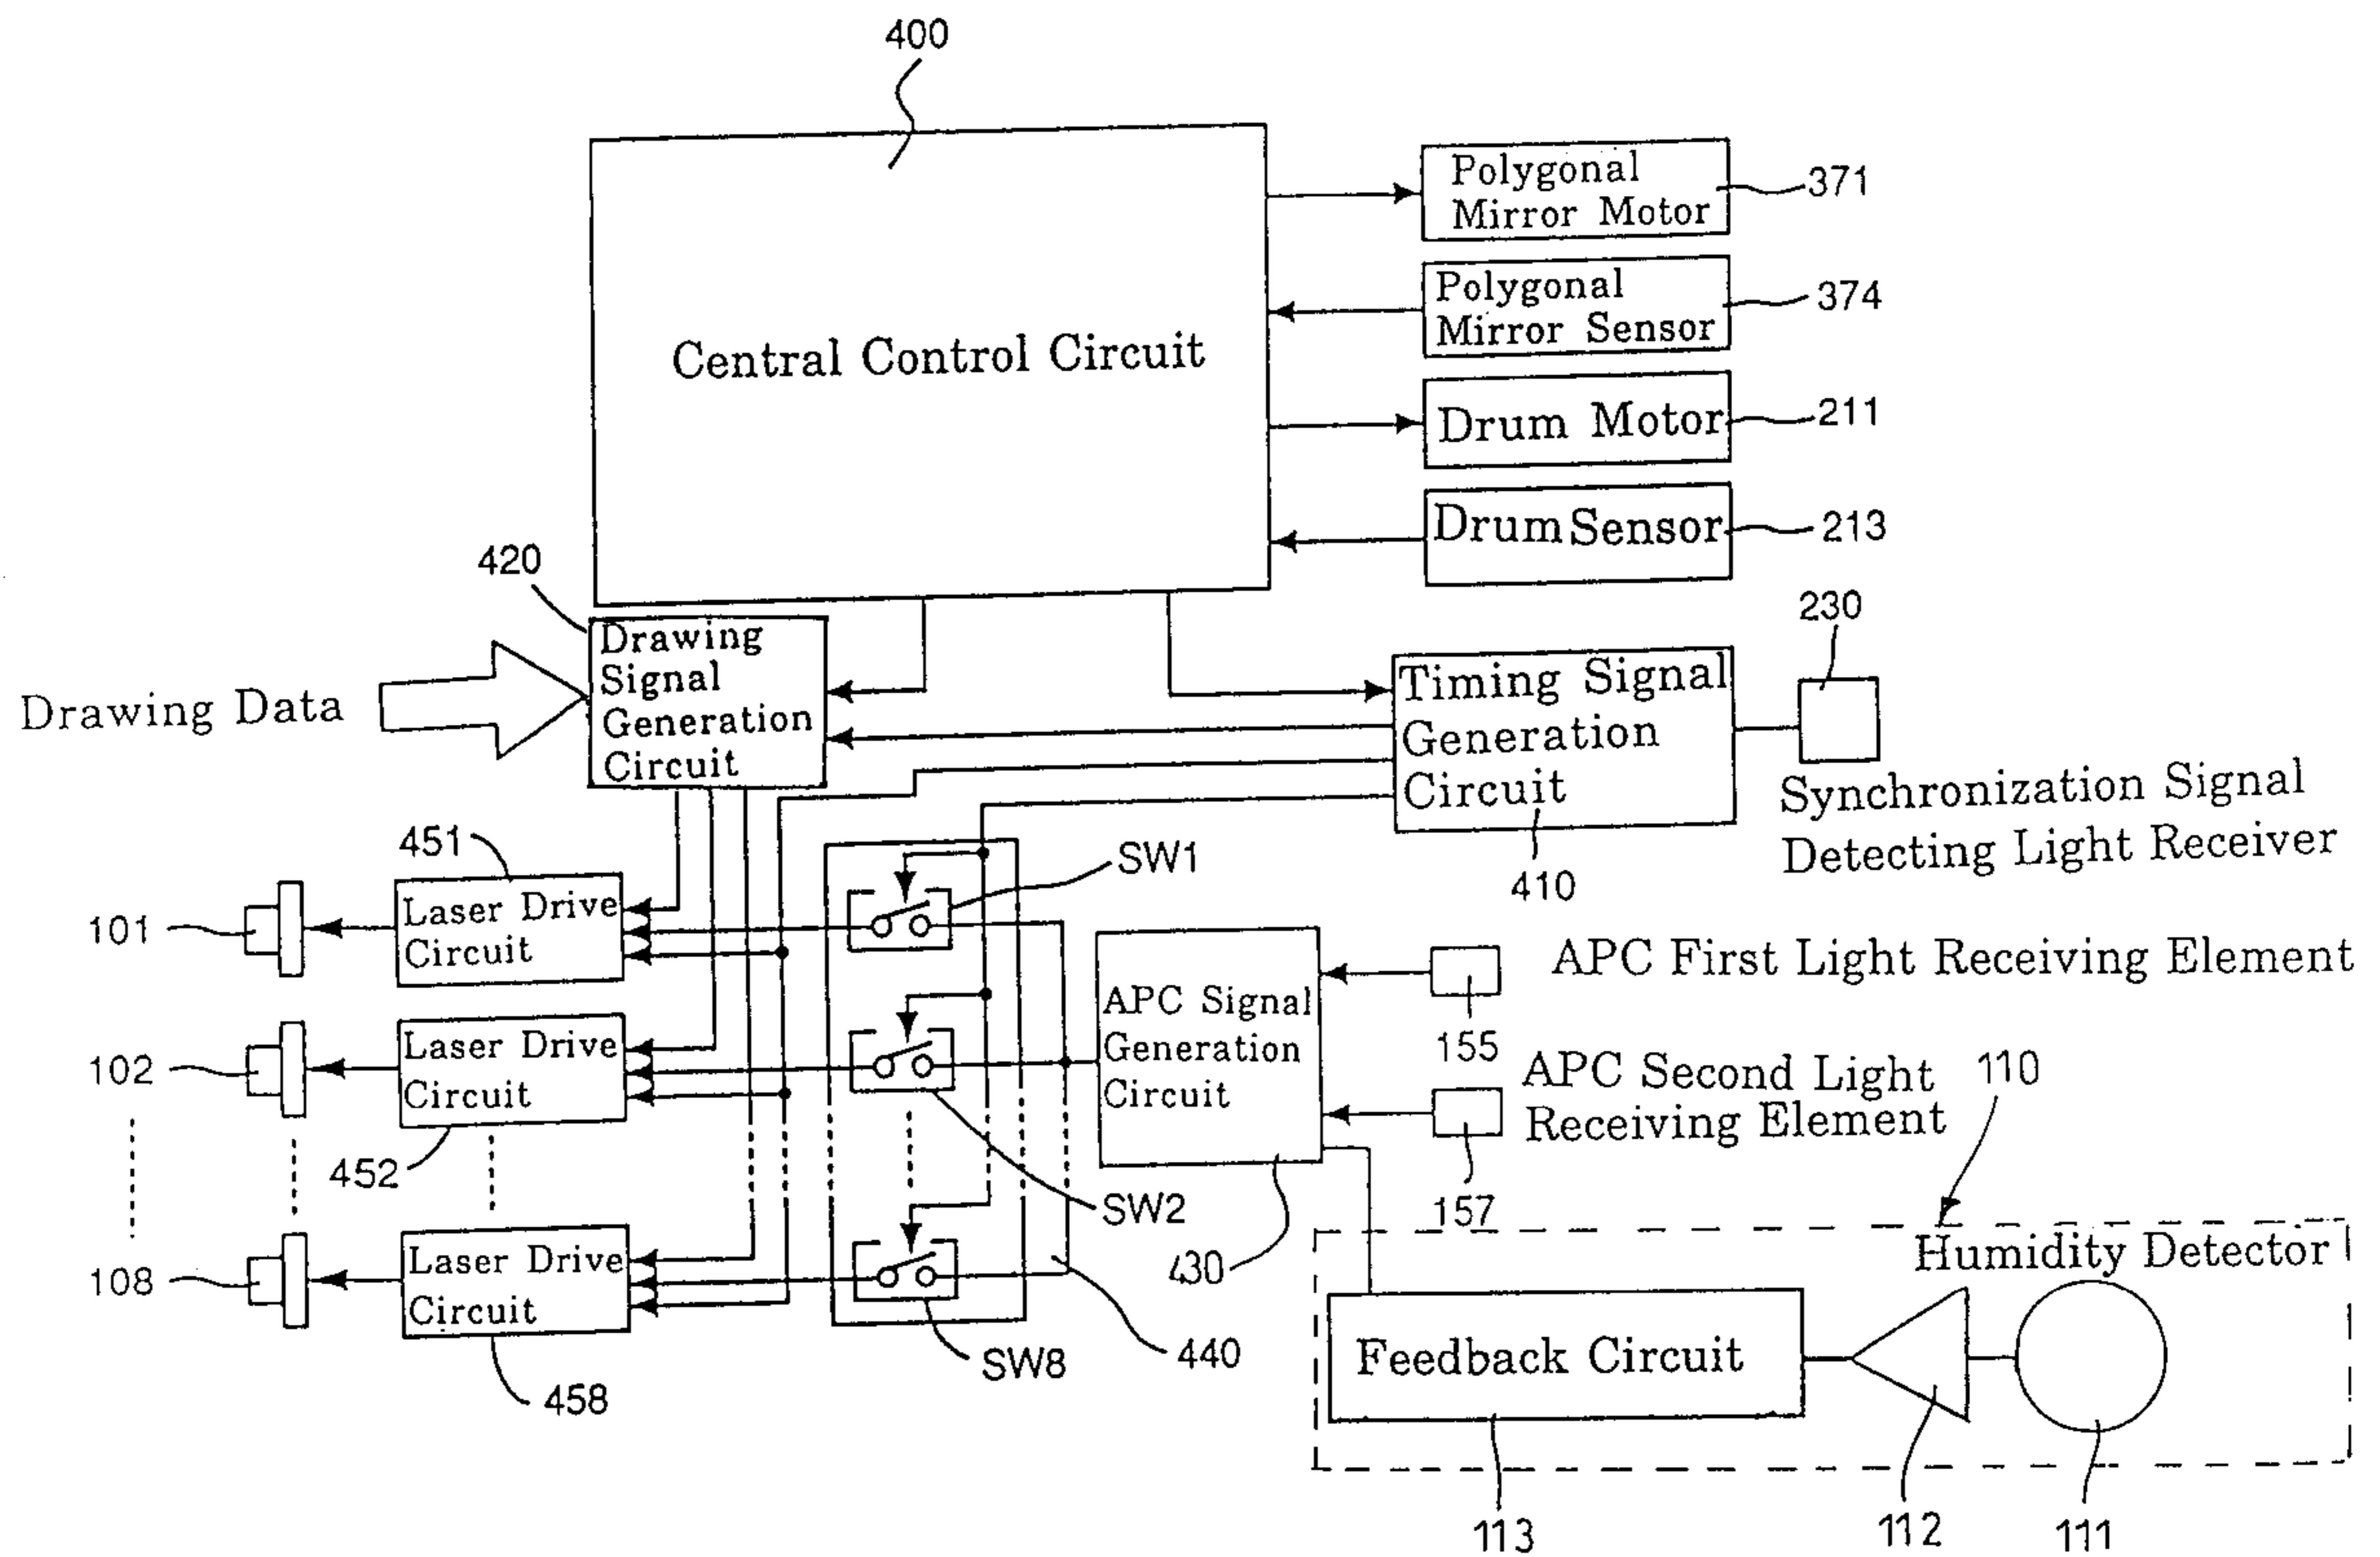 400
Polygonal
Mirror Motor
371
Polygonal
Mirror Sensor
374
Central Control Circuit
Drum Motor
211
Drum Sensor
213
420
230
Drawing Data
Drawing
Signal
Generation
Circuit
Timing Signal
Generation
Circuit
410
Synchronization Signal
Detecting Light Receiver
451
SW1
101
Laser Drive
Circuit
APC Signal
Generation
Circuit
APC First Light Receiving Element
155
102
Laser Drive
Circuit
452
SW2
APC Second Light
Receiving Element
110
157
430
Humidity Detector
108
Laser Drive
Circuit
458
SW8
440
Feedback Circuit
113
112
111